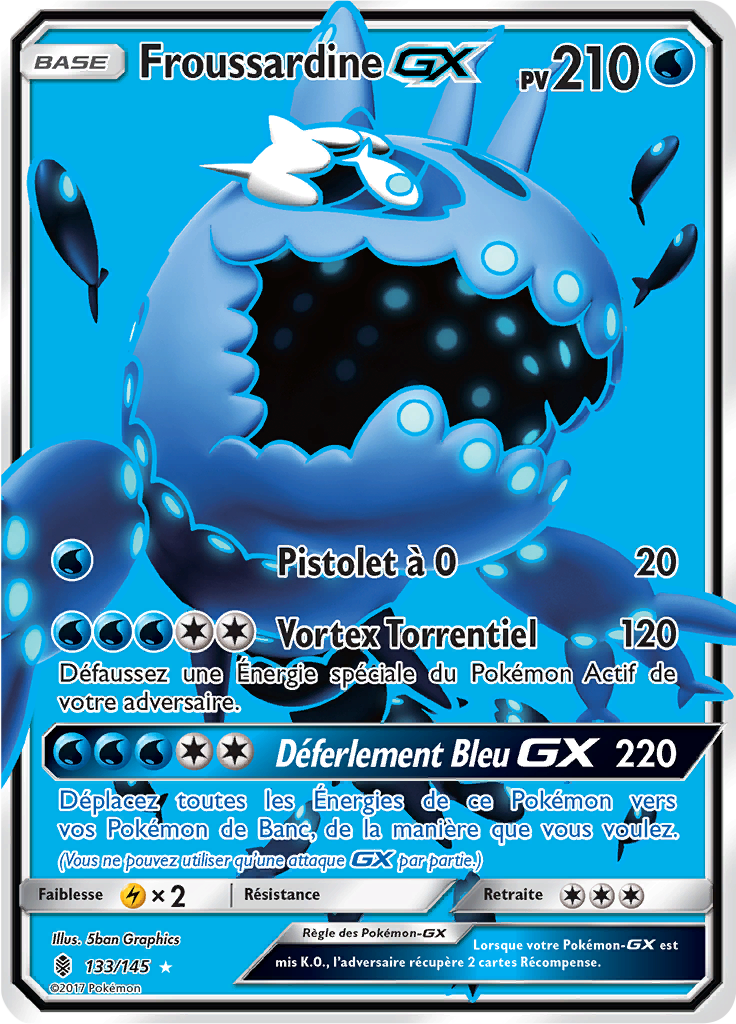 BASE Froussardine GX PV 210
Pistolet à O 20
Vortex Torrentiel 120
Défaussez une Énergie spéciale du Pokémon Actif de
votre adversaire.
Déferlement Bleu GX 220
Déplacez toutes les Énergies de ce Pokémon vers
vos Pokémon de Banc, de la manière que vous voulez.
(Vous ne pouvez utiliser qu'une attaque GX par partie.)
Faiblesse ×2 Résistance Retraite
Illus. 5ban Graphics
133/145
©2017 Pokémon
Règle des Pokémon-GX
Lorsque votre Pokémon-GX est
mis K.O., l'adversaire récupère 2 cartes Récompense.